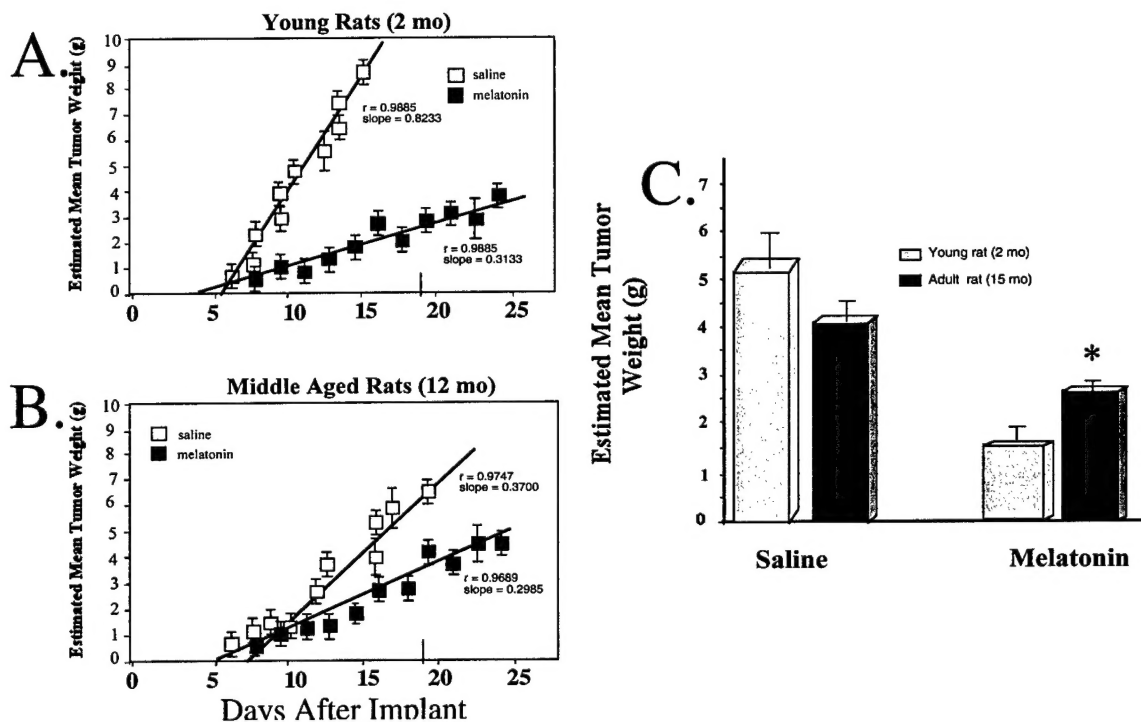 A.
Young Rats (2 mo)
Estimated Mean Tumor Weight (g)
10
9
8
7
6
5
4
3
2
1
0
saline
melatonin
r = 0.9885
slope = 0.8233
r = 0.9885
slope = 0.3133
0 5 10 15 20 25
B.
Middle Aged Rats (12 mo)
Estimated Mean Tumor Weight (g)
10
9
8
7
6
5
4
3
2
1
0
saline
melatonin
r = 0.9747
slope = 0.3700
r = 0.9689
slope = 0.2985
0 5 10 15 20 25
Days After Implant
C.
Estimated Mean Tumor
Weight (g)
7
6
5
4
3
2
1
0
Young rat (2 mo)
Adult rat (15 mo)
*
Saline Melatonin